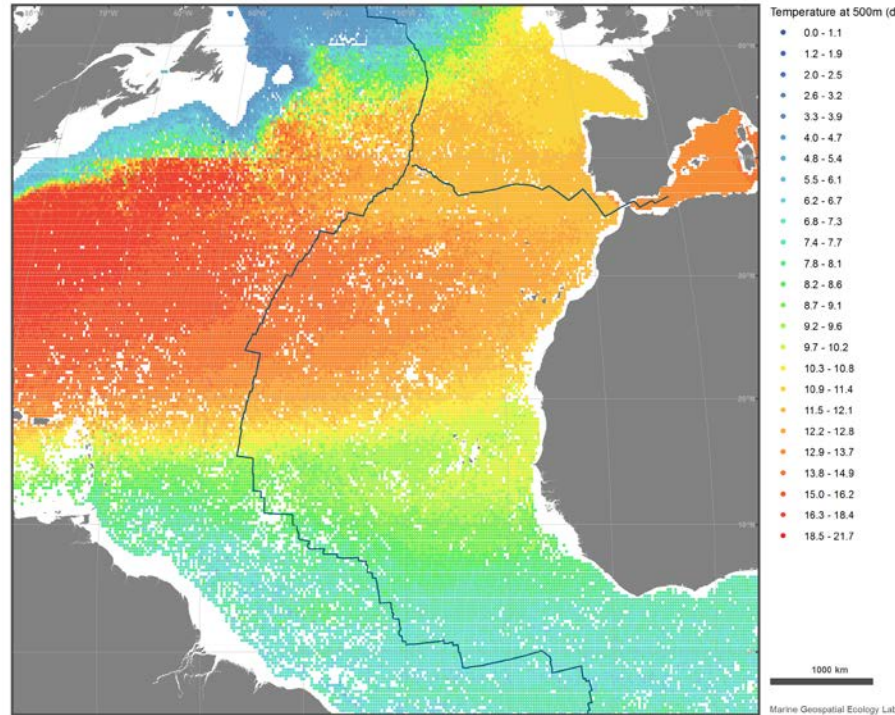 Temperature at 500m (d
0.0 - 1.1
1.2 - 1.9
2.0 - 2.5
2.6 - 3.2
3.3 - 3.9
4.0 - 4.7
4.8 - 5.4
5.5 - 6.1
6.2 - 6.7
6.8 - 7.3
7.4 - 7.7
7.8 - 8.1
8.2 - 8.6
8.7 - 9.1
9.2 - 9.6
9.7 - 10.2
10.3 - 10.8
10.9 - 11.4
11.5 - 12.1
12.2 - 12.8
12.9 - 13.7
13.8 - 14.9
15.0 - 16.2
16.3 - 18.4
18.5 - 21.7
1000 km
Marine Geospatial Ecology Lab